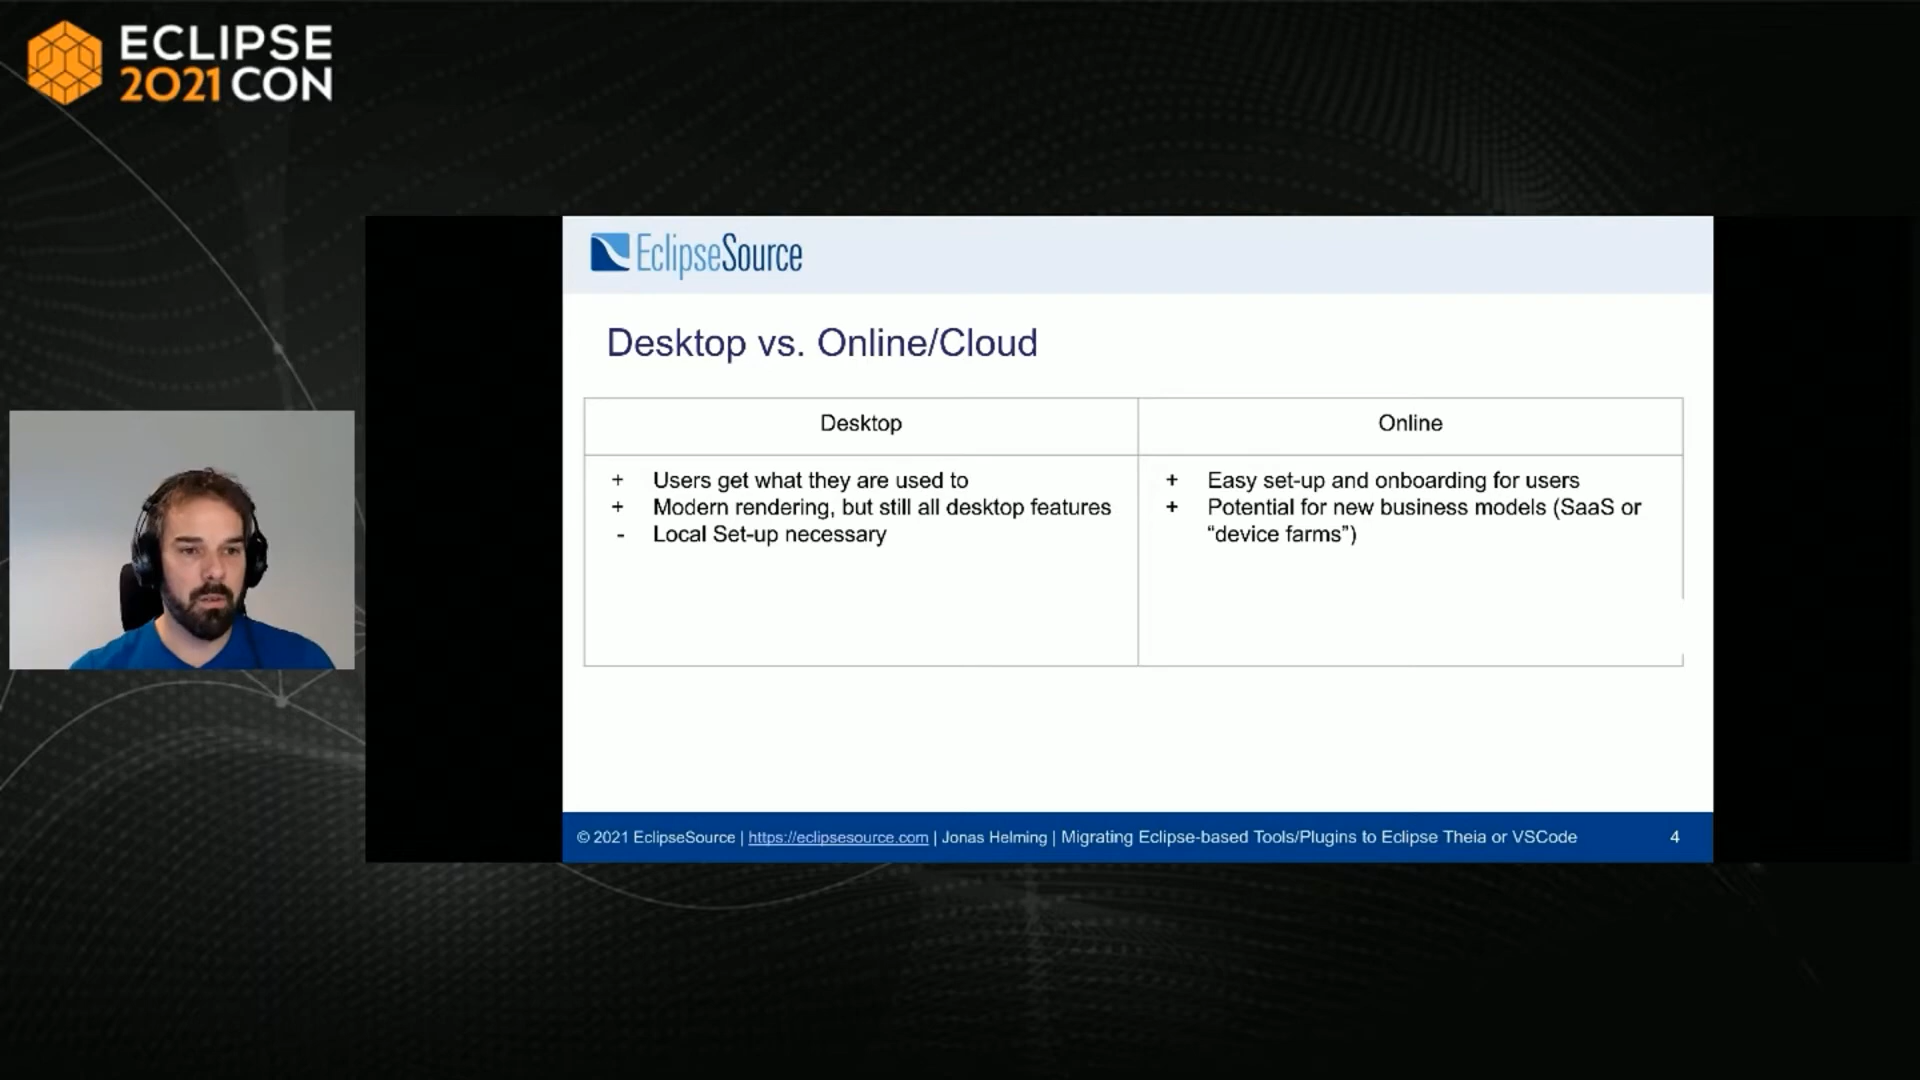 ECLIPSE
2021 CON
EclipseSource
Desktop vs. Online/Cloud
Desktop
+ Users get what they are used to
+ Modern rendering, but still all desktop features
- Local Set-up necessary
Online
+ Easy set-up and onboarding for users
+ Potential for new business models (SaaS or
“device farms”)
© 2021 EclipseSource | https://eclipsesource.com | Jonas Helming | Migrating Eclipse-based Tools/Plugins to Eclipse Theia or VSCode 4